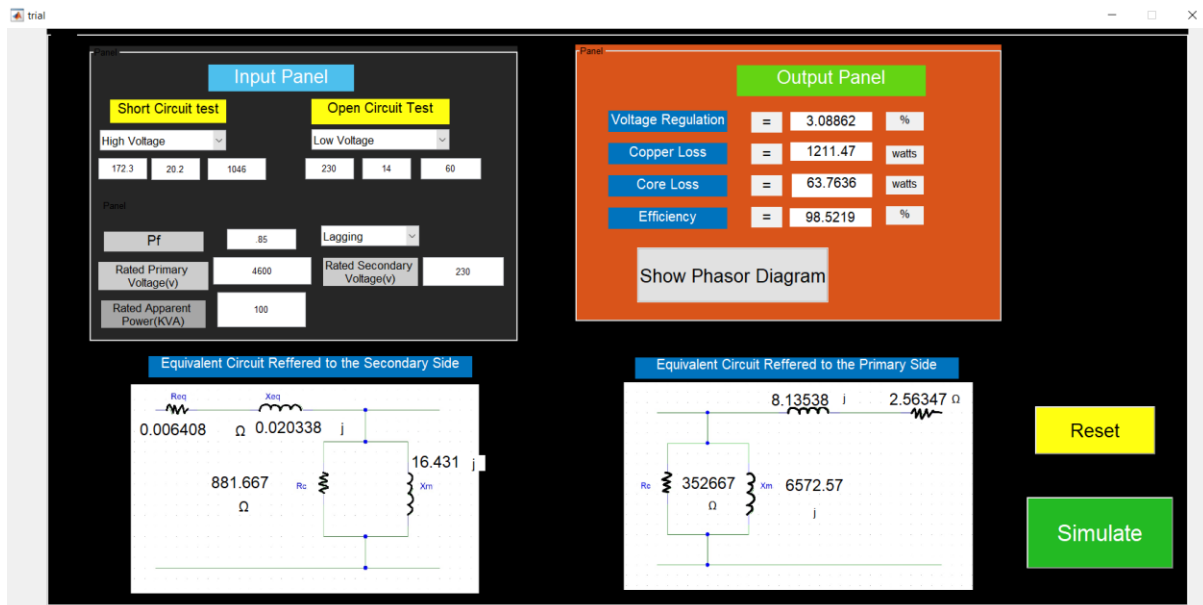 trial
Panel
Input Panel
Short Circuit test
Open Circuit Test
High Voltage
Low Voltage
172.3
20.2
1046
230
14
60
Panel
Pf
.85
Lagging
Rated Primary
Voltage(v)
4600
Rated Secondary
Voltage(v)
230
Rated Apparent
Power(KVA)
100
Panel
Output Panel
Voltage Regulation
=
3.08862
%
Copper Loss
=
1211.47
watts
Core Loss
=
63.7636
watts
Efficiency
=
98.5219
%
Show Phasor Diagram
Equivalent Circuit Reffered to the Secondary Side
Req
Xeq
0.006408 Ω 0.020338 j
16.431 j
881.667
Ω
Rc
Xm
Equivalent Circuit Reffered to the Primary Side
8.13538 j
2.56347 Ω
Rc
352667
Ω
Xm
6572.57
j
Reset
Simulate